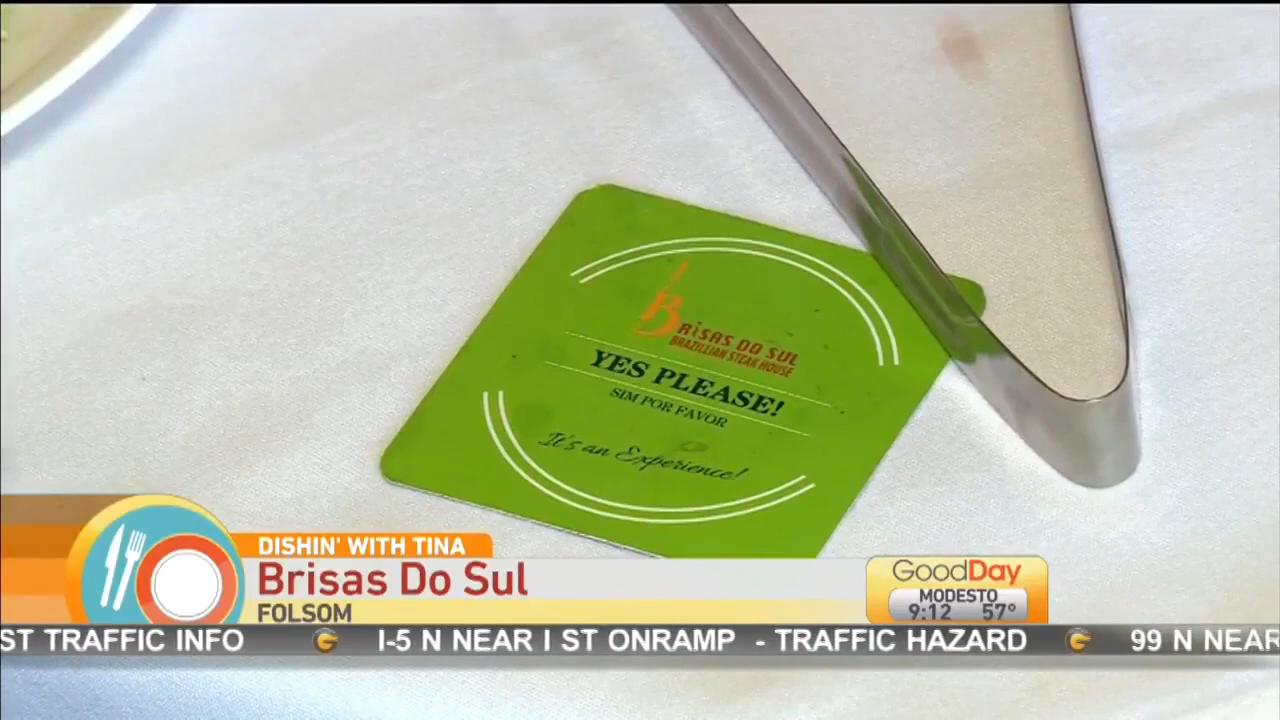 BRiSAS DO SUL
BRAZILLIAN STEAK HOUSE
YES PLEASE!
SIM POR FAVOR
It's an Experience!
DISHIN' WITH TINA
Brisas Do Sul
FOLSOM
GoodDay
MODESTO
9:12 57°
ST TRAFFIC INFO I-5 N NEAR I ST ONRAMP - TRAFFIC HAZARD 99 N NEAR